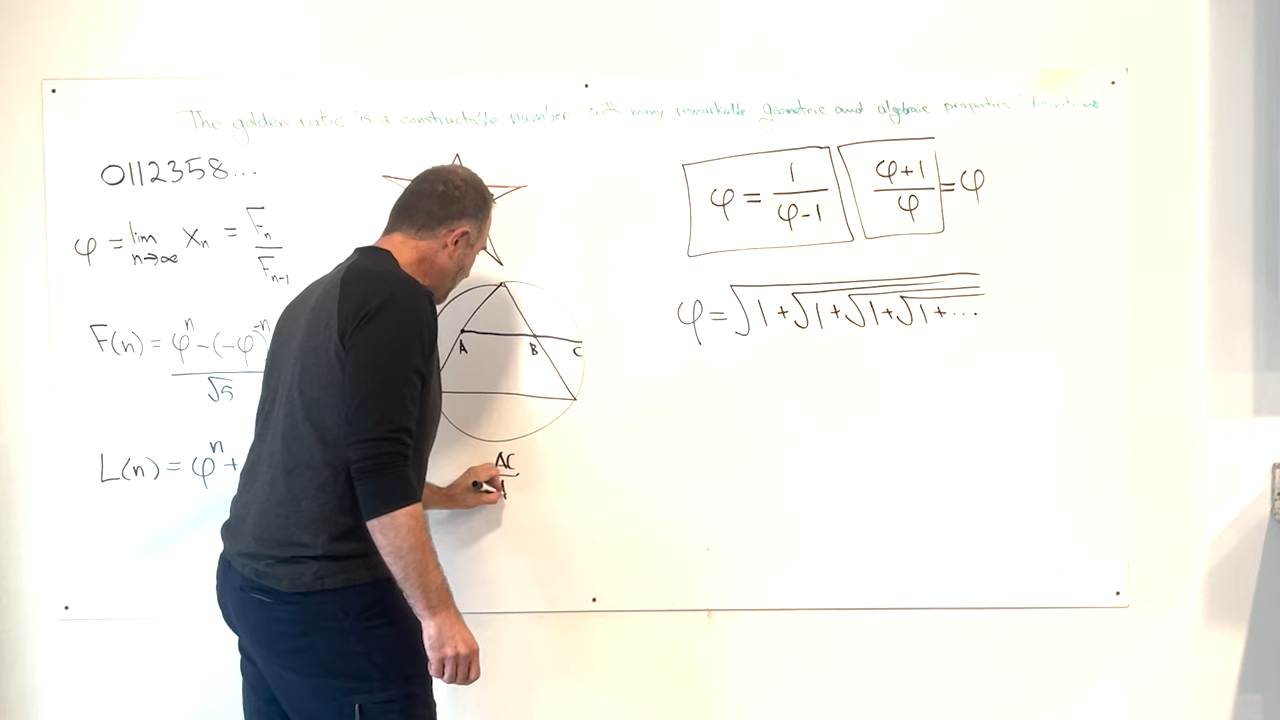 The golden ratio is a constructable number with many remarkable geometric and algebraic
0112358...
φ = lim n→∞ Xn = Fn / Fn-1
F(n) = φ^n - (-φ)^-n / √5
L(n) = φ^n +
A B C
AC
φ = 1 / φ-1
φ+1 / φ = φ
φ = √1+√1+√1+√1+...